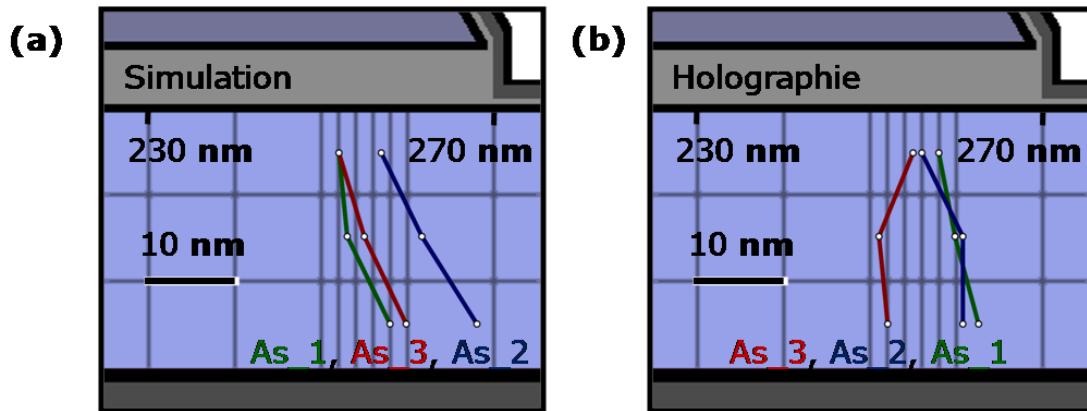 (a)
Simulation
230 nm 270 nm
10 nm
As_1, As_3, As_2
(b)
Holographie
230 nm 270 nm
10 nm
As_3, As_2, As_1